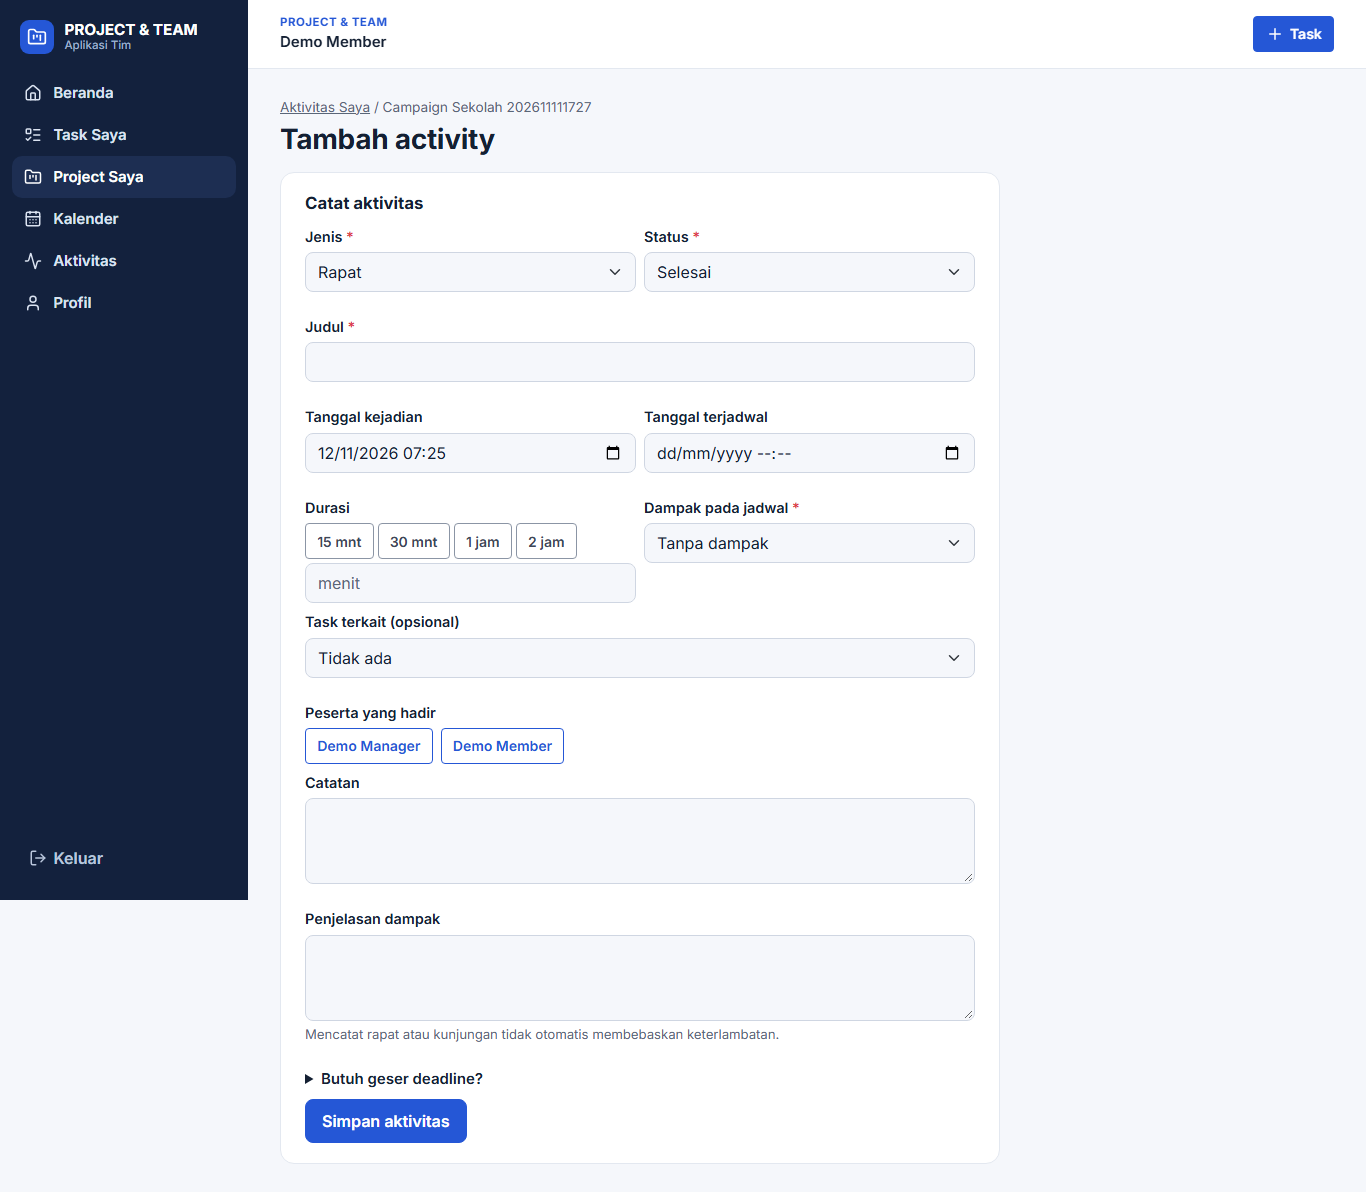 PROJECT & TEAM
Aplikasi Tim
Beranda
Task Saya
Project Saya
Kalender
Aktivitas
Profil
Keluar
PROJECT & TEAM
Demo Member
+ Task
Aktivitas Saya / Campaign Sekolah 202611111727
Tambah activity
Catat aktivitas
Jenis * Status *
Rapat Selesai
Judul *
Tanggal kejadian Tanggal terjadwal
12/11/2026 07:25 dd/mm/yyyy --:--
Durasi Dampak pada jadwal *
15 mnt 30 mnt 1 jam 2 jam Tanpa dampak
menit
Task terkait (opsional)
Tidak ada
Peserta yang hadir
Demo Manager Demo Member
Catatan
Penjelasan dampak
Mencatat rapat atau kunjungan tidak otomatis membebaskan keterlambatan.
Butuh geser deadline?
Simpan aktivitas